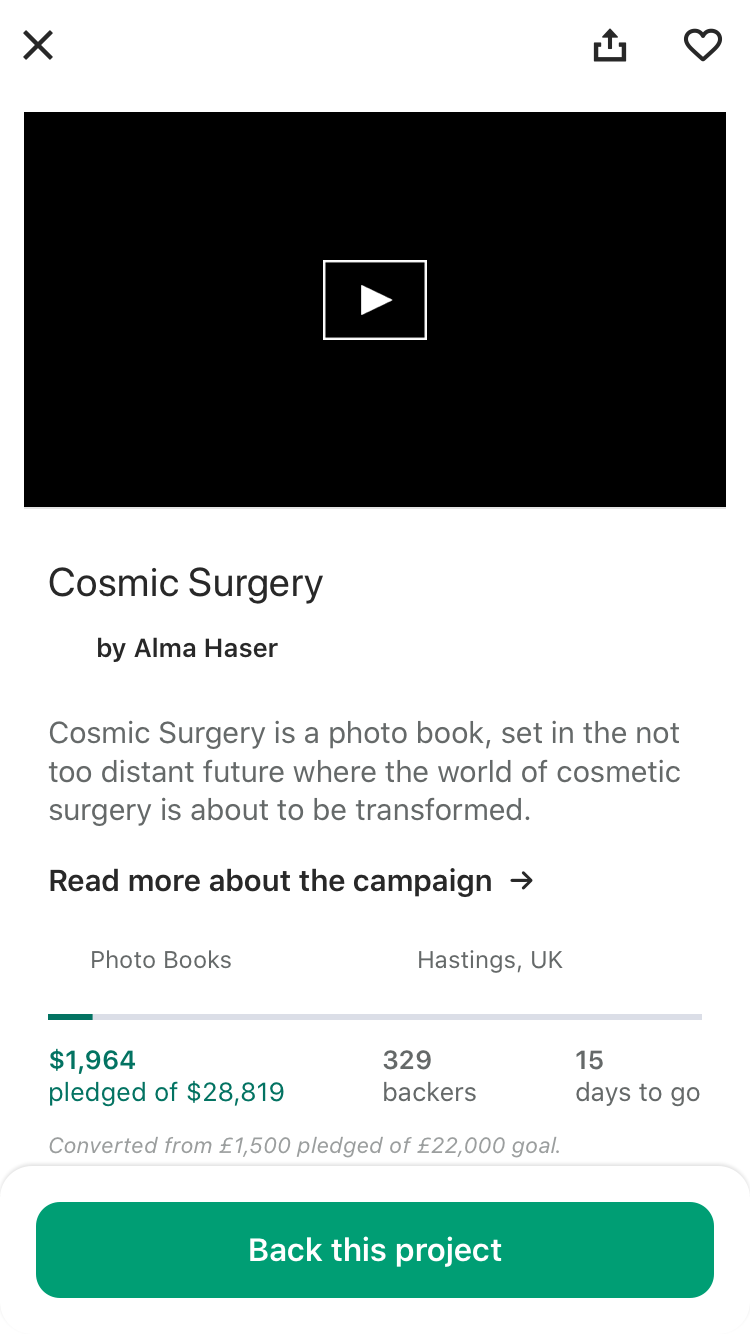 Cosmic Surgery
by Alma Haser
Cosmic Surgery is a photo book, set in the not
too distant future where the world of cosmetic
surgery is about to be transformed.
Read more about the campaign →
Photo Books
Hastings, UK
$1,964
pledged of $28,819
329
backers
15
days to go
Converted from £1,500 pledged of £22,000 goal.
Back this project